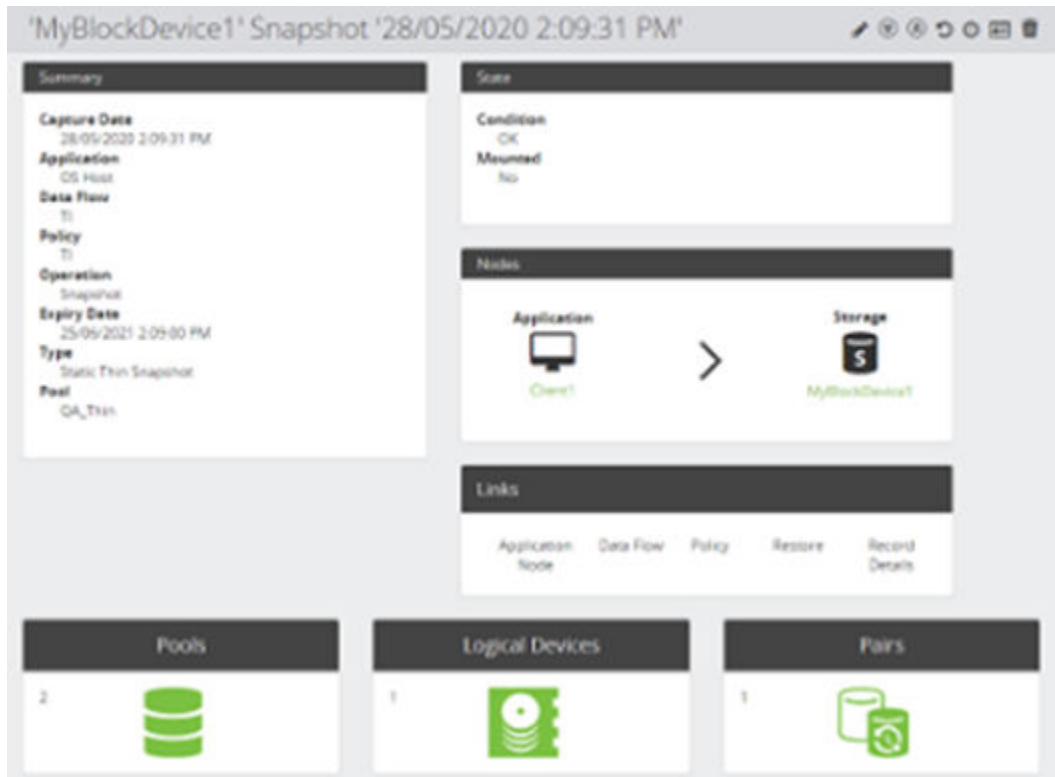 'MyBlockDevice1' Snapshot '28/05/2020 2:09:31 PM'
Summary
Capture Date
28/05/2020 2:09:31 PM
Application
OS Host
Data Flow
TI
Policy
TI
Operation
Snapshot
Expiry Date
25/06/2021 2:09:00 PM
Type
Static Thin Snapshot
Pool
QA_Thin
State
Condition
OK
Mounted
No
Nodes
Application
Storage
S
Client1
MyBlockDevice1
Links
Application Node
Data Flow
Policy
Restore
Record Details
Pools
2
Logical Devices
1
Pairs
1